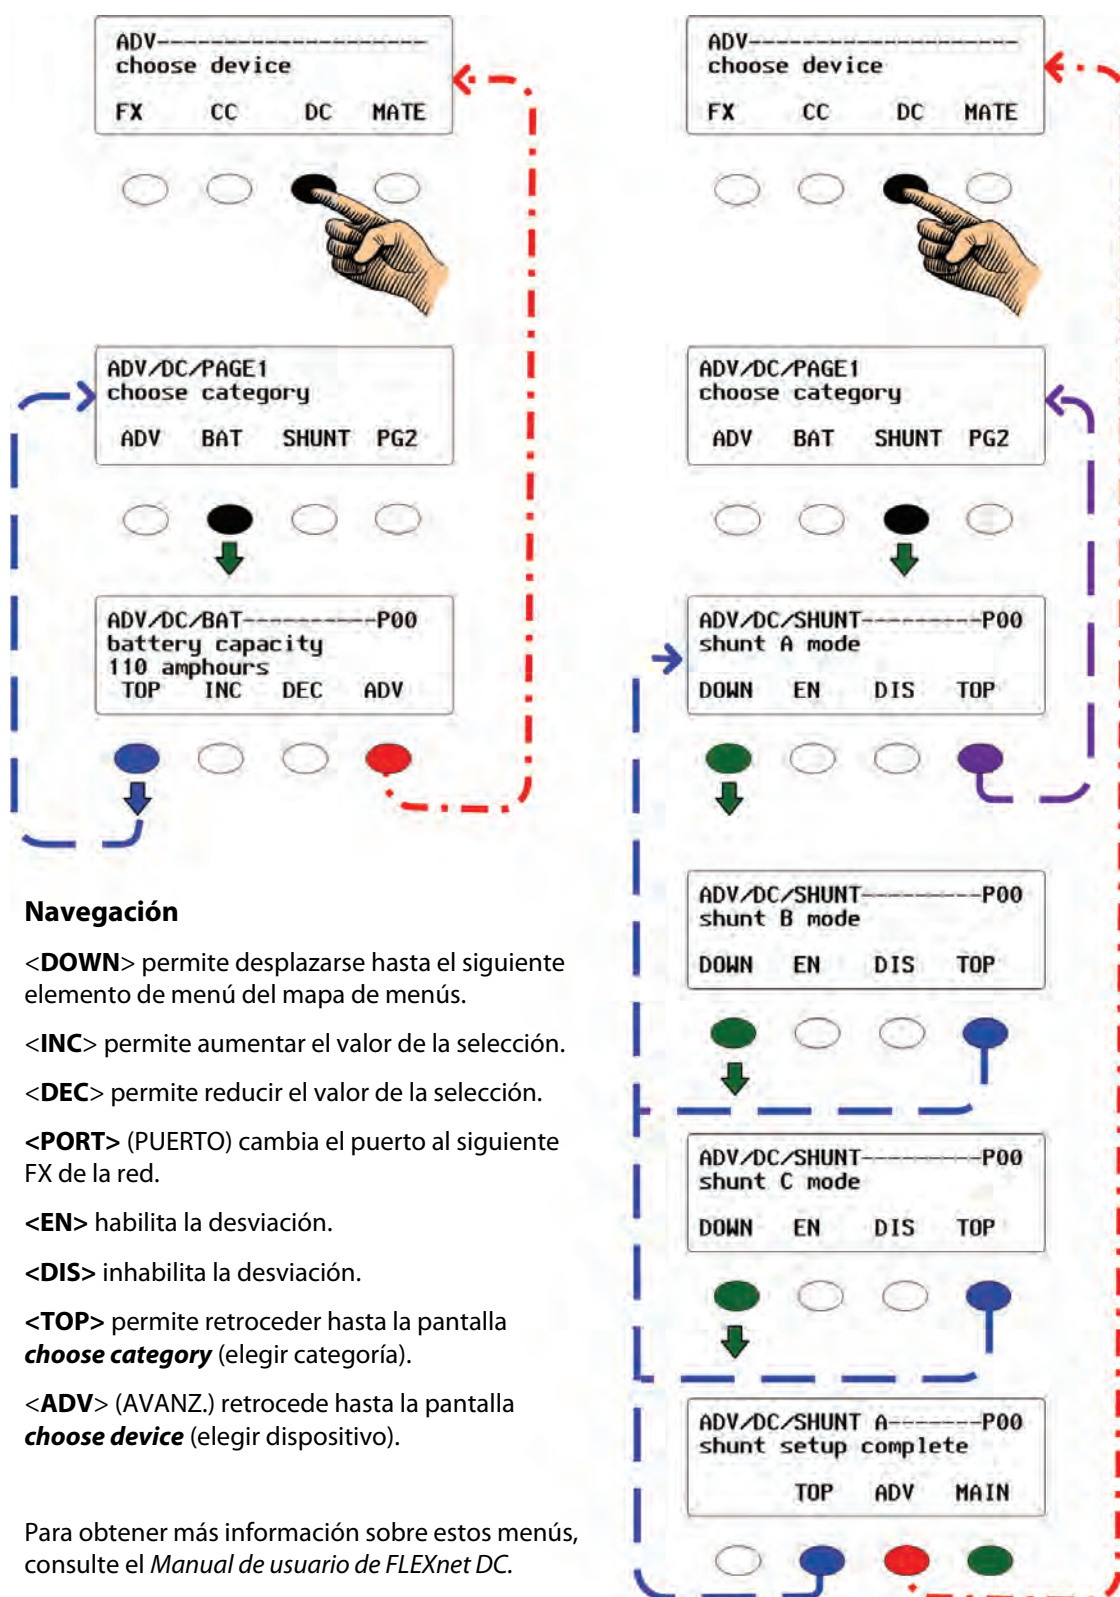 ADV---------------------
choose device
FX CC DC MATE
ADV/DC/PAGE1
choose category
ADV BAT SHUNT PG2
ADV/DC/BAT----------P00
battery capacity
110 amphours
TOP INC DEC ADV
Navegación
<DOWN> permite desplazarse hasta el siguiente
elemento de menú del mapa de menús.
<INC> permite aumentar el valor de la selección.
<DEC> permite reducir el valor de la selección.
<PORT> (PUERTO) cambia el puerto al siguiente
FX de la red.
<EN> habilita la desviación.
<DIS> inhabilita la desviación.
<TOP> permite retroceder hasta la pantalla
choose category (elegir categoría).
<ADV> (AVANZ.) retrocede hasta la pantalla
choose device (elegir dispositivo).
Para obtener más información sobre estos menús,
consulte el Manual de usuario de FLEXnet DC.
ADV---------------------
choose device
FX CC DC MATE
ADV/DC/PAGE1
choose category
ADV BAT SHUNT PG2
ADV/DC/SHUNT---------P00
shunt A mode
DOWN EN DIS TOP
ADV/DC/SHUNT---------P00
shunt B mode
DOWN EN DIS TOP
ADV/DC/SHUNT---------P00
shunt C mode
DOWN EN DIS TOP
ADV/DC/SHUNT A-------P00
shunt setup complete
TOP ADV MAIN